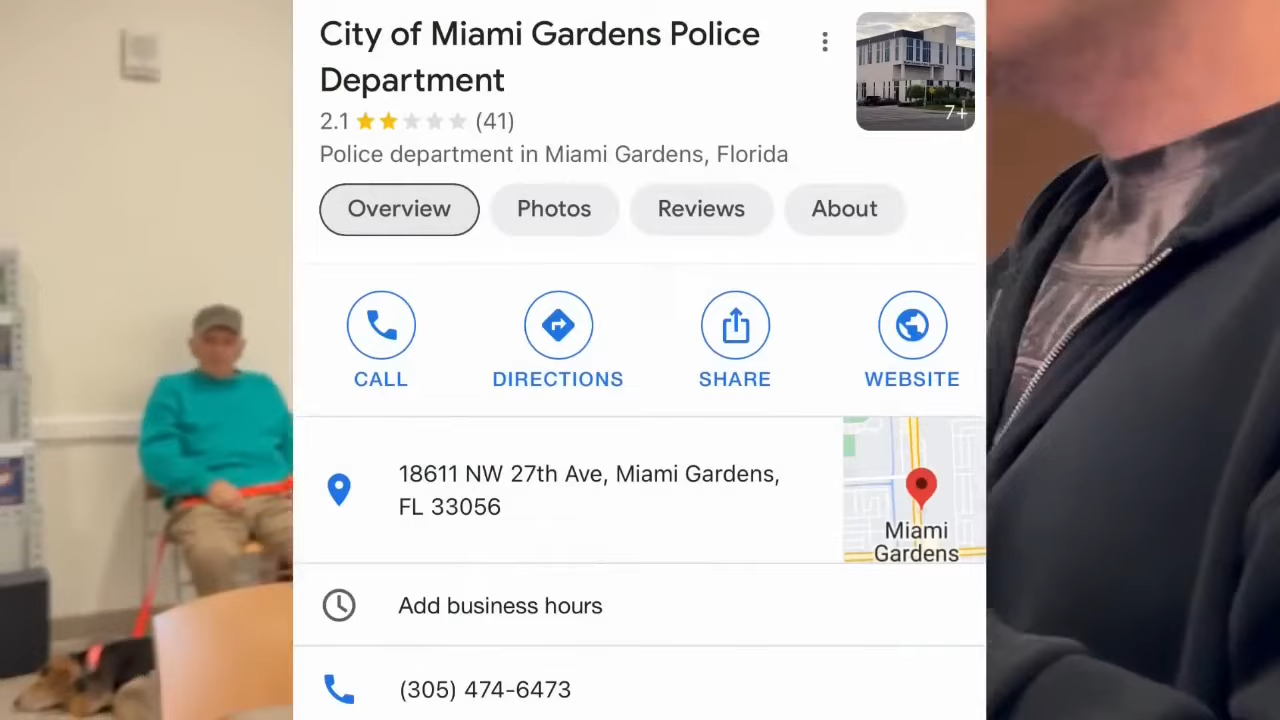 City of Miami Gardens Police
Department
2.1 (41)
7+
Police department in Miami Gardens, Florida
Overview Photos Reviews About
CALL DIRECTIONS SHARE WEBSITE
18611 NW 27th Ave, Miami Gardens,
FL 33056
Miami
Gardens
Add business hours
(305) 474-6473